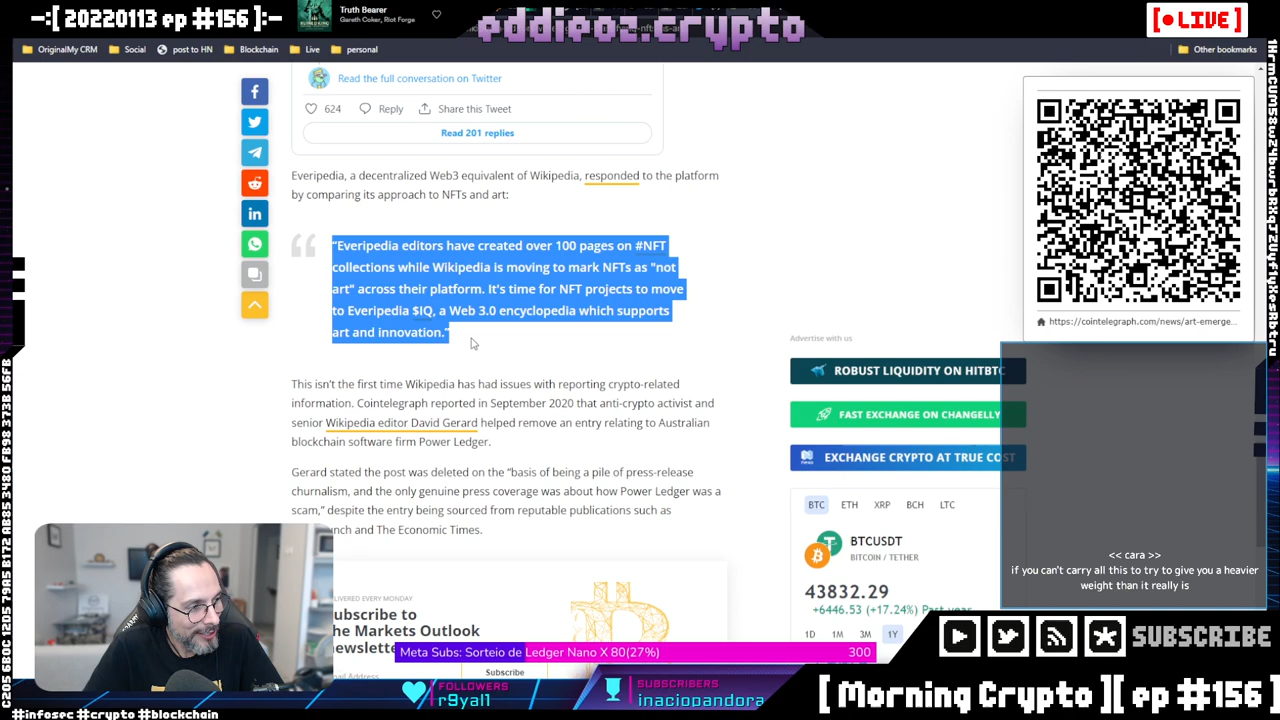 -:[ 20220113 ep #156 ]:-
Truth Bearer
Gareth Coker, Riot Forge
eddieoz.crypto
[ ● LIVE ]
OriginalMy CRM
Social
post to HN
Blockchain
Live
personal
Other bookmarks
Read the full conversation on Twitter
624
Reply
Share this Tweet
Read 201 replies
Everipedia, a decentralized Web3 equivalent of Wikipedia, responded to the platform
by comparing its approach to NFTs and art:
“Everipedia editors have created over 100 pages on #NFT
collections while Wikipedia is moving to mark NFTs as "not
art" across their platform. It's time for NFT projects to move
to Everipedia $IQ, a Web 3.0 encyclopedia which supports
art and innovation.”
This isn’t the first time Wikipedia has had issues with reporting crypto-related
information. Cointelegraph reported in September 2020 that anti-crypto activist and
senior Wikipedia editor David Gerard helped remove an entry relating to Australian
blockchain software firm Power Ledger.
Gerard stated the post was deleted on the “basis of being a pile of press-release
churnalism, and the only genuine press coverage was about how Power Ledger was a
scam,” despite the entry being sourced from reputable publications such as
and The Economic Times.
DELIVERED EVERY MONDAY
ubscribe to
he Markets Outlook
newsletter
Email Address
Subscribe
https://cointelegraph.com/news/art-emerge...
Advertise with us
ROBUST LIQUIDITY ON HITBTC
FAST EXCHANGE ON CHANGELLY
EXCHANGE CRYPTO AT TRUE COST
BTC
ETH
XRP
BCH
LTC
BTCUSDT
BITCOIN / TETHER
43832.29
+6446.53 (+17.24%) Past year
1D
1M
3M
1Y
<< cara >>
if you can't carry all this to try to give you a heavier
weight than it really is
Meta Subs: Sorteio de Ledger Nano X 80(27%)
300
SUBSCRIBE
FOLLOWERS
r9yal1
SUBSCRIBERS
inaciopandora
[ Morning Crypto ][ ep #156 ]
#infosec #crypto #blockchain